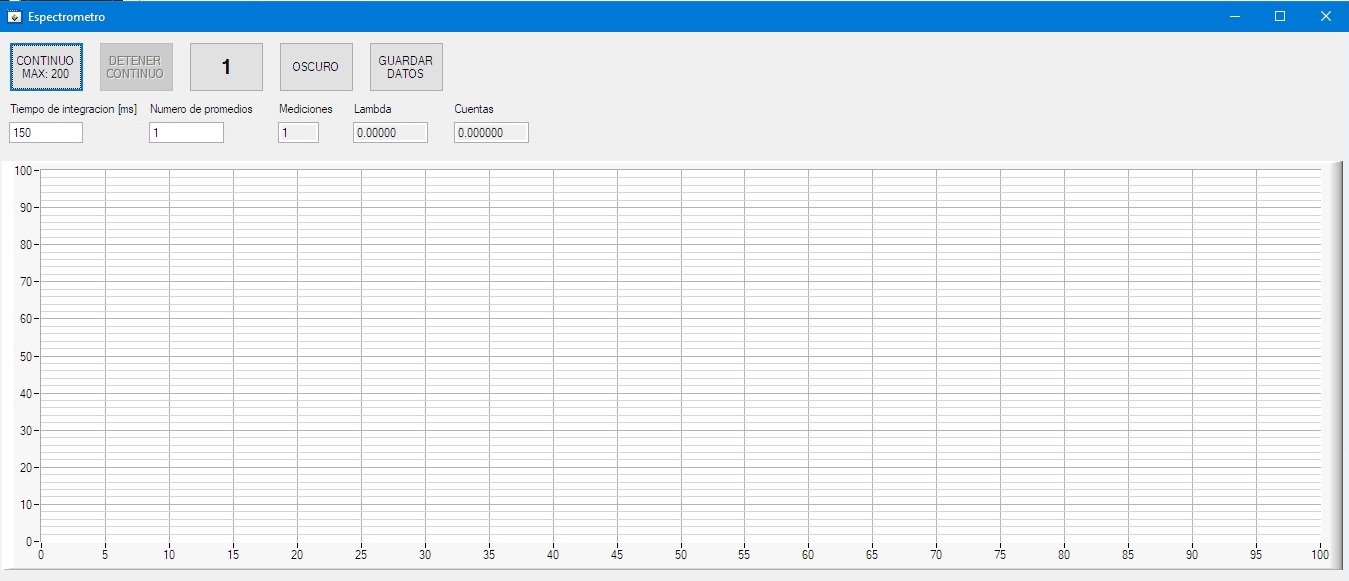 Espectrometro
CONTINUO
MAX: 200
DETENER
CONTINUO
1
OSCURO
GUARDAR
DATOS
Tiempo de integracion [ms]
Numero de promedios
Mediciones
Lambda
Cuentas
150
1
1
0.00000
0.000000
100
90
80
70
60
50
40
30
20
10
0
0 5 10 15 20 25 30 35 40 45 50 55 60 65 70 75 80 85 90 95 100